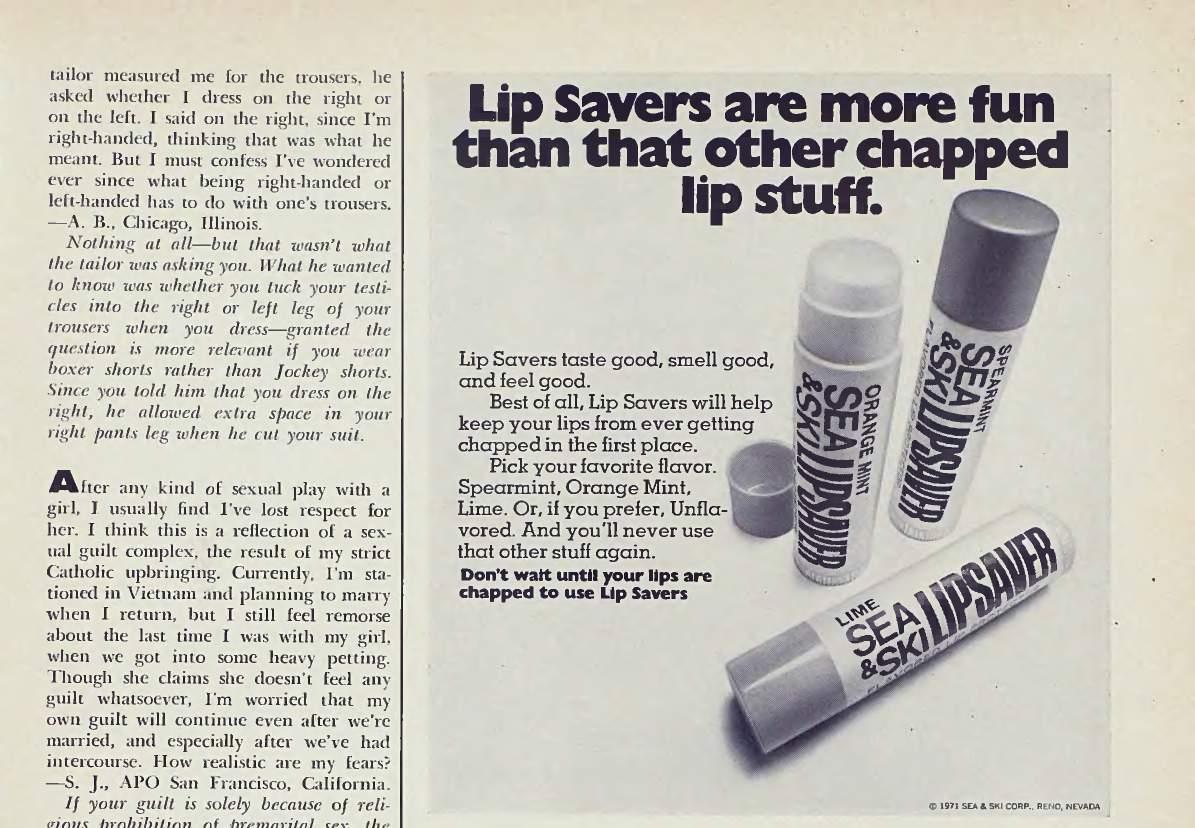 tailor measured me for the trousers, he
asked whether I dress on the right or
on the left. I said on the right, since I'm
right-handed, thinking that was what he
meant. But I must confess I've wondered
ever since what being right-handed or
left-handed has to do with one's trousers.
—A. B., Chicago, Illinois.
Nothing at all—but that wasn't what
the tailor was asking you. What he wanted
to know was whether you tuck your testi-
cles into the right or left leg of your
trousers when you dress—granted the
question is more relevant if you wear
boxer shorts rather than Jockey shorts.
Since you told him that you dress on the
right, he allowed extra space in your
right pants leg when he cut your suit.
After any kind of sexual play with a
girl, I usually find I've lost respect for
her. I think this is a reflection of a sex-
ual guilt complex, the result of my strict
Catholic upbringing. Currently, I'm sta-
tioned in Vietnam and planning to marry
when I return, but I still feel remorse
about the last time I was with my girl,
when we got into some heavy petting.
Though she claims she doesn't feel any
guilt whatsoever, I'm worried that my
own guilt will continue even after we're
married, and especially after we've had
intercourse. How realistic are my fears?
—S. J., APO San Francisco, California.
If your guilt is solely because of reli-
gious prohibition of premarital sex, the
Lip Savers are more fun
than that other chapped
lip stuff.
Lip Savers taste good, smell good,
and feel good.
Best of all, Lip Savers will help
keep your lips from ever getting
chapped in the first place.
Pick your favorite flavor.
Spearmint, Orange Mint,
Lime. Or, if you prefer, Unfla-
vored. And you'll never use
that other stuff again.
Don't wait until your lips are
chapped to use Lip Savers
ORANGE MINT
SEA & SKI LIPSAVER
SPEARMINT
SEA & SKI LIPSAVER
LIME
SEA & SKI LIPSAVER
© 1971 SEA & SKI CORP., RENO, NEVADA